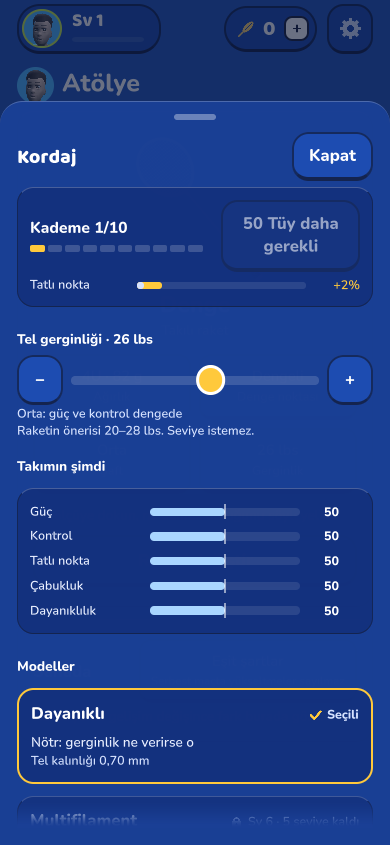 Sv 1
0
+
Atölye
Kordaj
Kapat
Kademe 1/10
50 Tüy daha
gerekli
Tatlı nokta
+2%
Tel gerginliği · 26 lbs
−
+
Orta: güç ve kontrol dengede
Raketin önerisi 20–28 lbs. Seviye istemez.
Takımın şimdi
Güç 50
Kontrol 50
Tatlı nokta 50
Çabukluk 50
Dayanıklılık 50
Modeller
Dayanıklı
Seçili
Nötr: gerginlik ne verirse o
Tel kalınlığı 0,70 mm
Multifilament
Sv 6 · 5 seviye kaldı